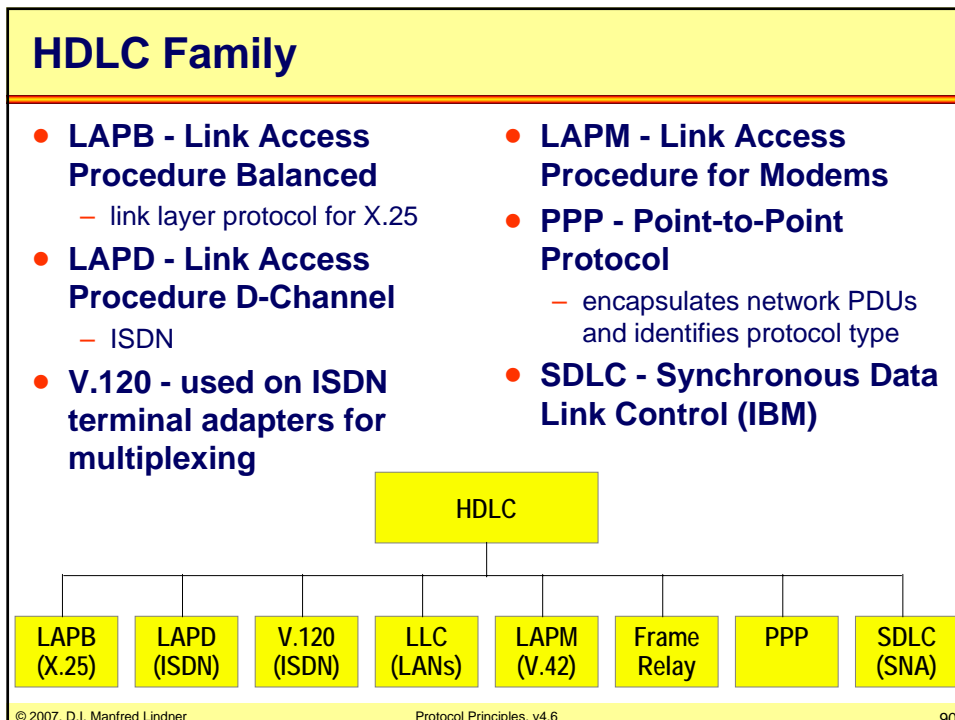 HDLC Family
• LAPB - Link Access
Procedure Balanced
– link layer protocol for X.25
• LAPD - Link Access
Procedure D-Channel
– ISDN
• V.120 - used on ISDN
terminal adapters for
multiplexing
• LAPM - Link Access
Procedure for Modems
• PPP - Point-to-Point
Protocol
– encapsulates network PDUs
and identifies protocol type
• SDLC - Synchronous Data
Link Control (IBM)
HDLC
LAPB
(X.25)
LAPD
(ISDN)
V.120
(ISDN)
LLC
(LANs)
LAPM
(V.42)
Frame
Relay
PPP
SDLC
(SNA)
© 2007, D.I. Manfred Lindner
Protocol Principles, v4.6
90